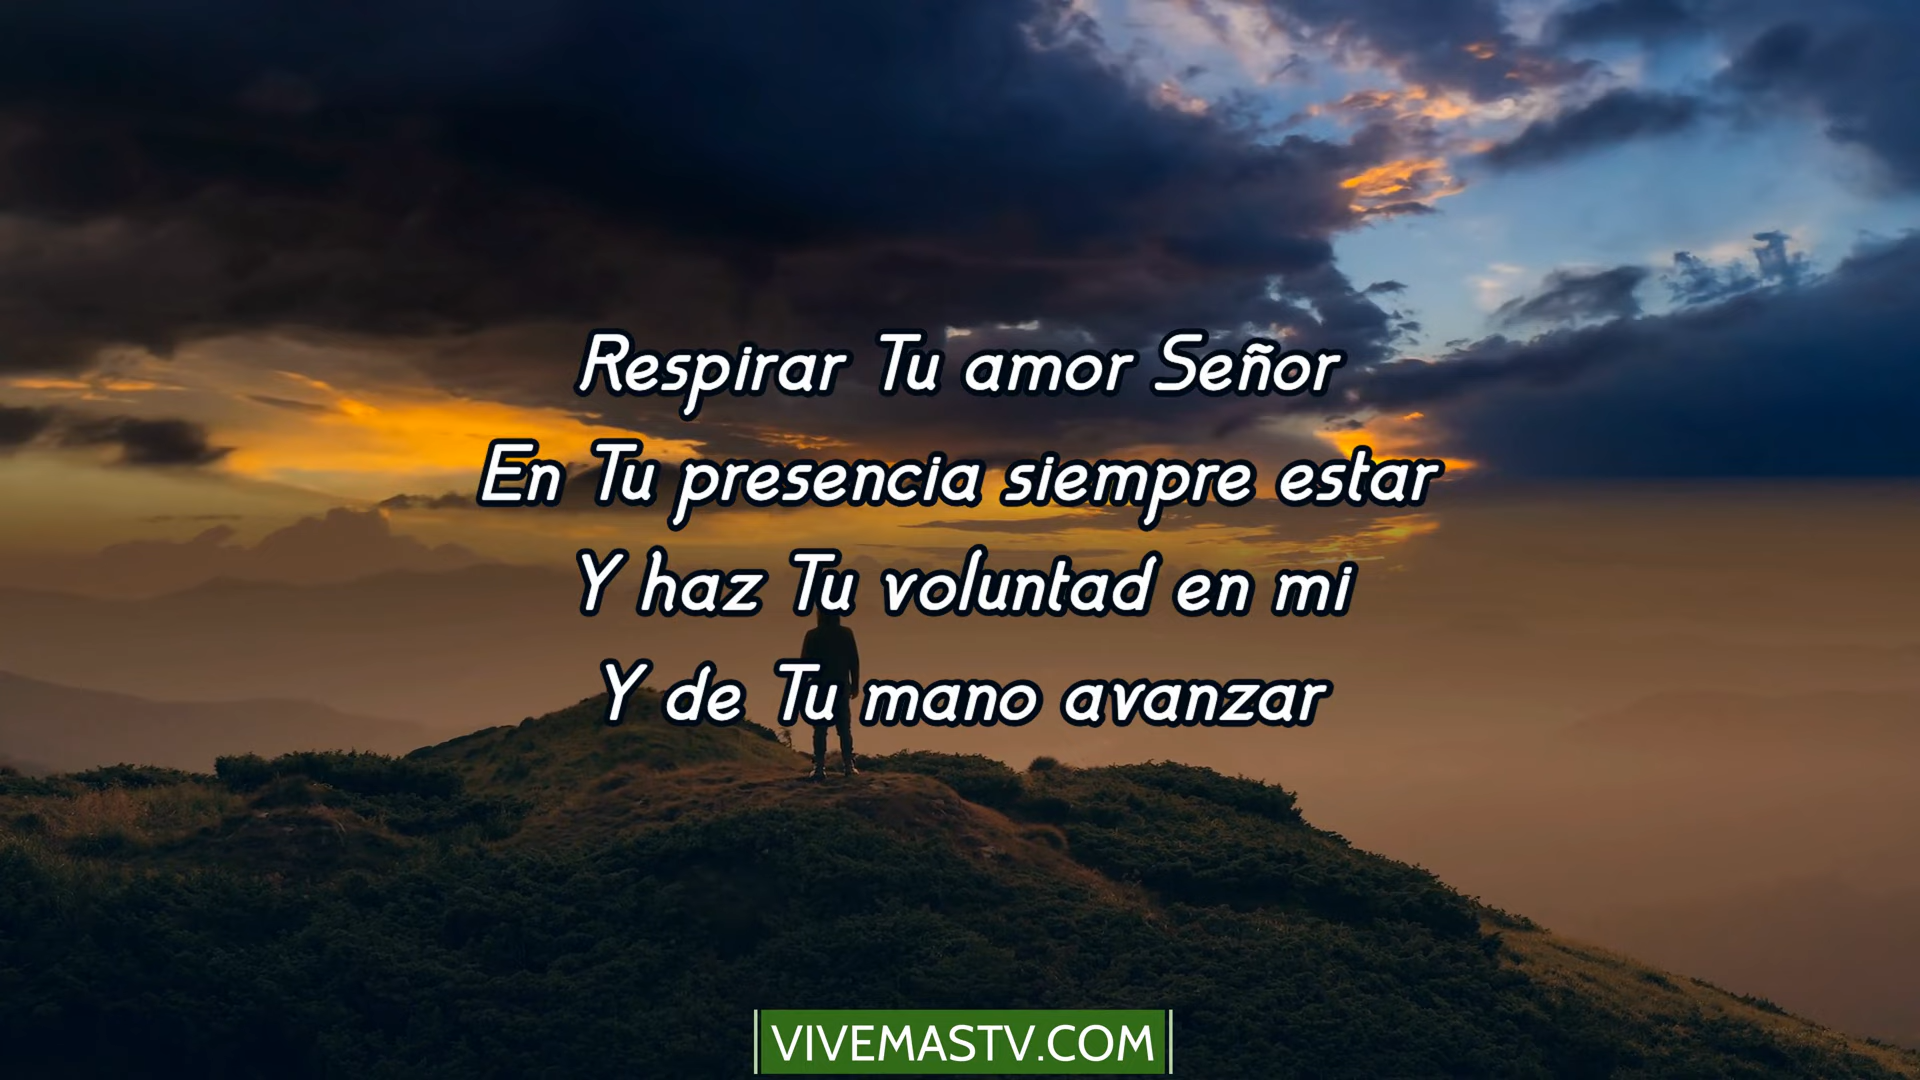 Respirar Tu amor Señor
En Tu presencia siempre estar
Y haz Tu voluntad en mi
Y de Tu mano avanzar
VIVEMASTV.COM